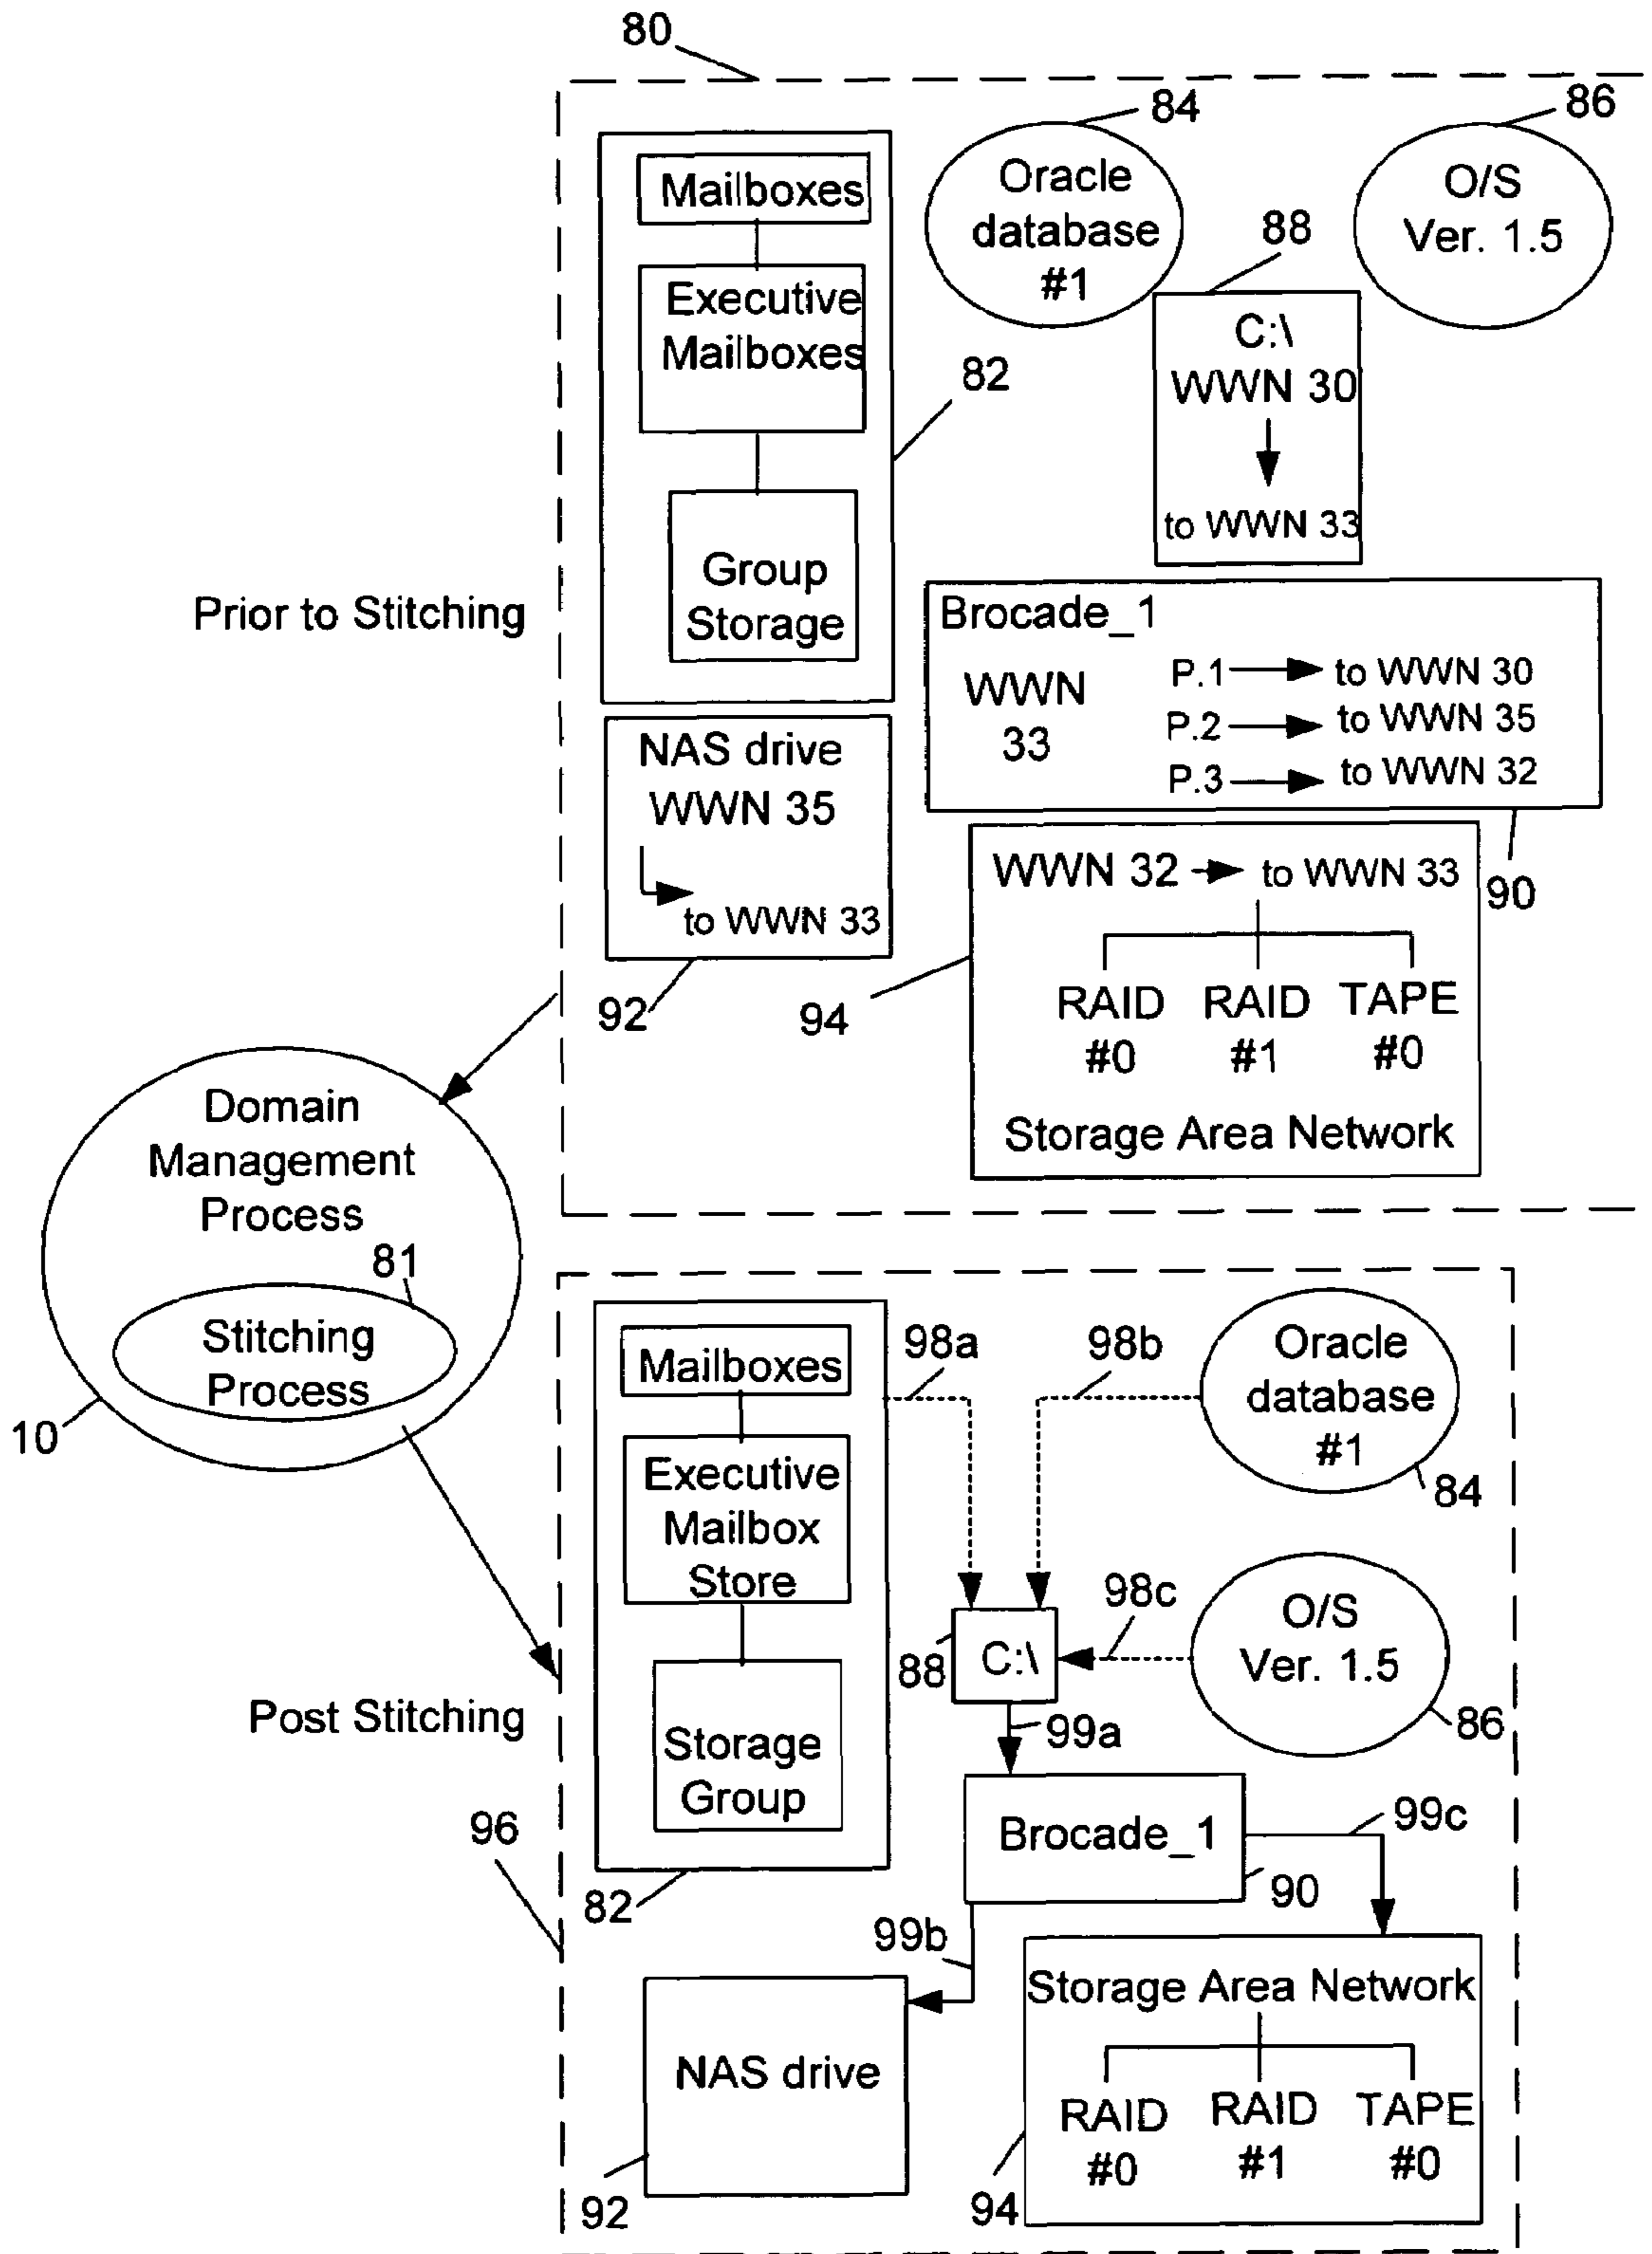 80
84
86
Mailboxes
Oracle
database
#1
O/S
Ver. 1.5
88
Executive
Mailboxes
C:\
WWN 30
to WWN 33
82
Group
Storage
Prior to Stitching
Brocade_1
WWN
33
P.1 to WWN 30
P.2 to WWN 35
P.3 to WWN 32
NAS drive
WWN 35
to WWN 33
WWN 32 to WWN 33
90
92
94
RAID
#0
RAID
#1
TAPE
#0
Storage Area Network
Domain
Management
Process
81
Stitching
Process
10
Mailboxes
98a
98b
Oracle
database
#1
84
Executive
Mailbox
Store
98c
88
C:\
O/S
Ver. 1.5
86
Post Stitching
99a
Storage
Group
96
Brocade_1
99c
90
82
99b
Storage Area Network
NAS drive
RAID
#0
RAID
#1
TAPE
#0
92
94